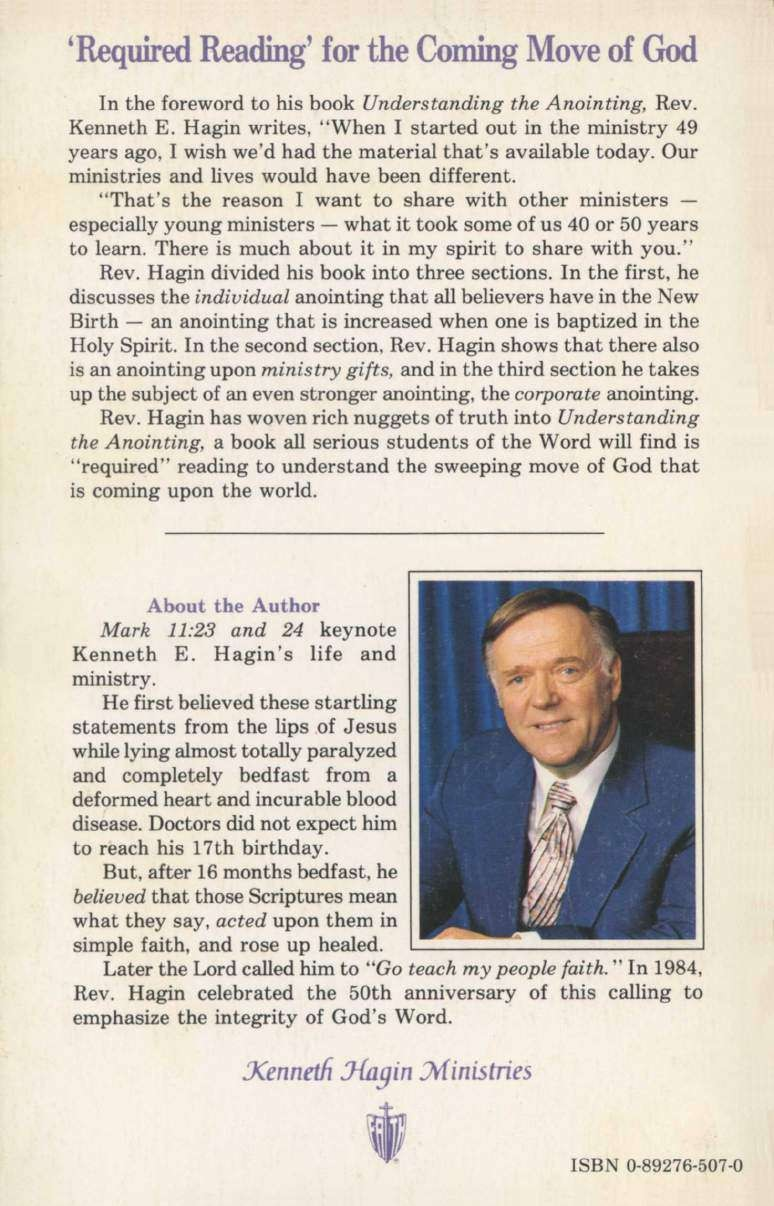 ‘Required Reading’ for the Coming Move of God
In the foreword to his book Understanding the Anointing, Rev.
Kenneth E. Hagin writes, “When I started out in the ministry 49
years ago, I wish we’d had the material that’s available today. Our
ministries and lives would have been different.
“That’s the reason I want to share with other ministers —
especially young ministers — what it took some of us 40 or 50 years
to learn. There is much about it in my spirit to share with you.”
Rev. Hagin divided his book into three sections. In the first, he
discusses the individual anointing that all believers have in the New
Birth — an anointing that is increased when one is baptized in the
Holy Spirit. In the second section, Rev. Hagin shows that there also
is an anointing upon ministry gifts, and in the third section he takes
up the subject of an even stronger anointing, the corporate anointing.
Rev. Hagin has woven rich nuggets of truth into Understanding
the Anointing, a book all serious students of the Word will find is
“required” reading to understand the sweeping move of God that
is coming upon the world.
About the Author
Mark 11:23 and 24 keynote
Kenneth E. Hagin’s life and
ministry.
He first believed these startling
statements from the lips of Jesus
while lying almost totally paralyzed
and completely bedfast from a
deformed heart and incurable blood
disease. Doctors did not expect him
to reach his 17th birthday.
But, after 16 months bedfast, he
believed that those Scriptures mean
what they say, acted upon them in
simple faith, and rose up healed.
Later the Lord called him to “Go teach my people faith.” In 1984,
Rev. Hagin celebrated the 50th anniversary of this calling to
emphasize the integrity of God’s Word.
Kenneth Hagin Ministries
FAITH
ISBN 0-89276-507-0